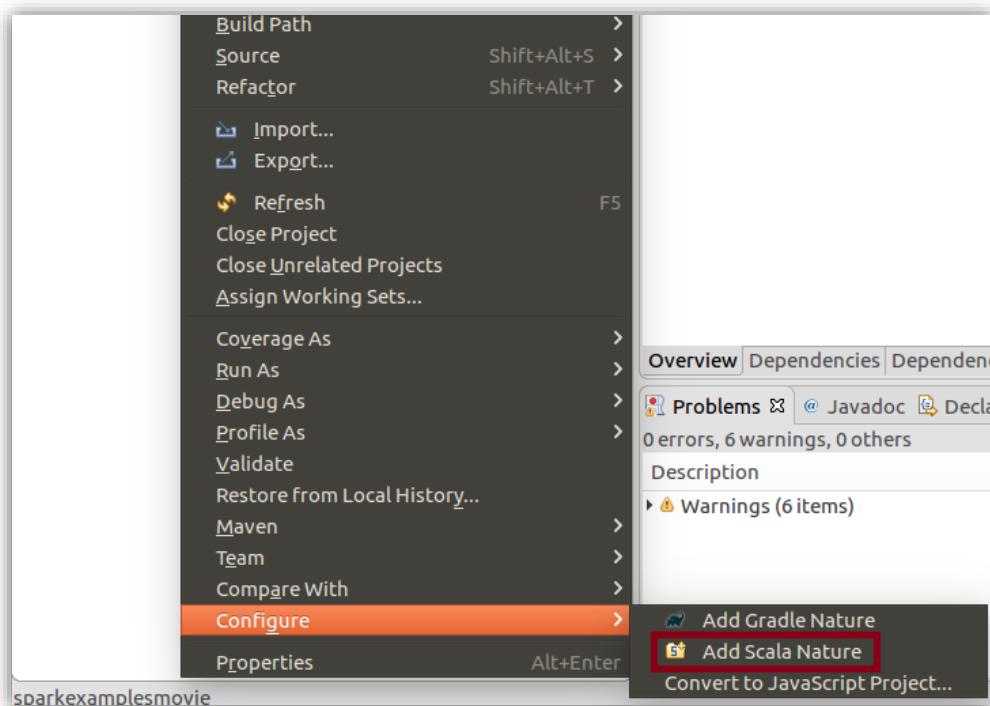 Build Path
Source Shift+Alt+S
Refactor Shift+Alt+T
Import...
Export...
Refresh F5
Close Project
Close Unrelated Projects
Assign Working Sets...
Coverage As
Run As
Debug As
Profile As
Validate
Restore from Local History...
Maven
Team
Compare With
Configure
Properties Alt+Enter
Overview Dependencies Dependenc
Problems @ Javadoc Decla
0 errors, 6 warnings, 0 others
Description
Warnings (6 items)
Add Gradle Nature
Add Scala Nature
Convert to JavaScript Project...
sparkexamplesmovie